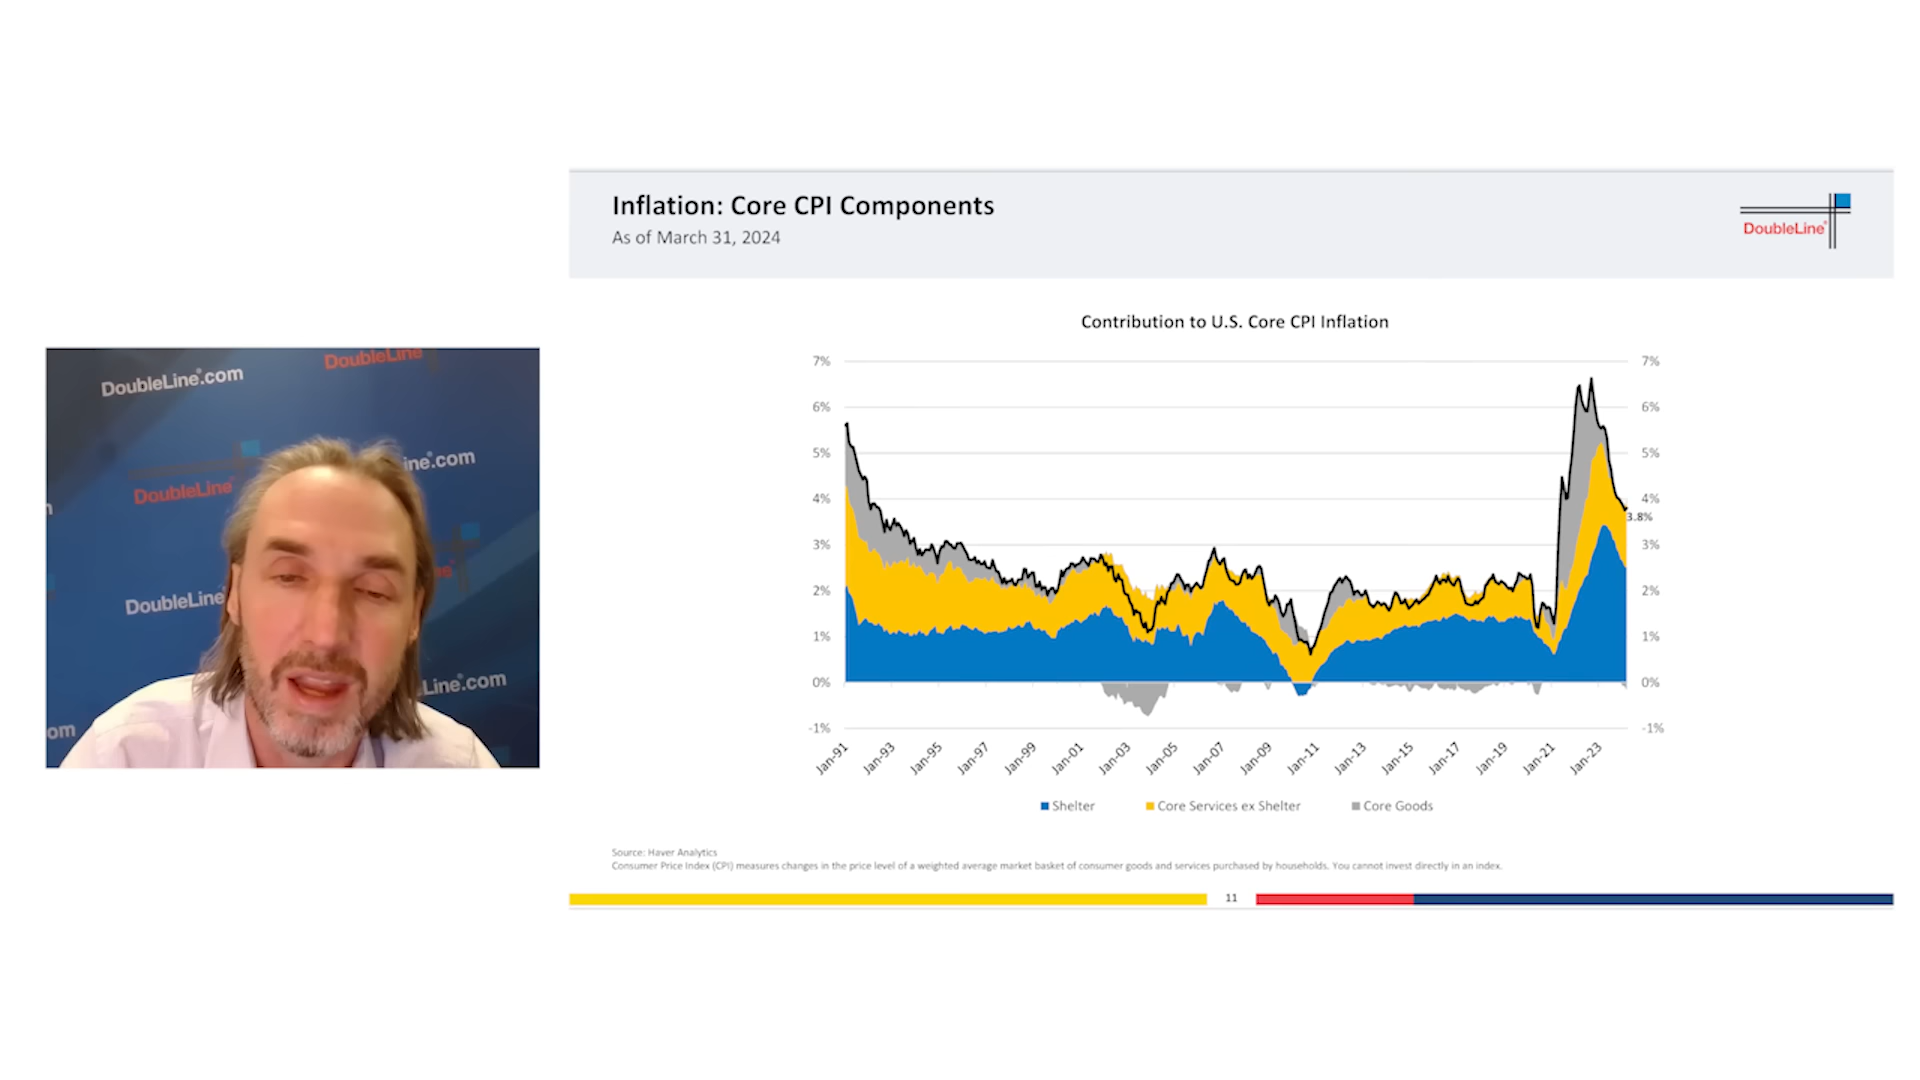 Inflation: Core CPI Components
As of March 31, 2024
DoubleLine®
Contribution to U.S. Core CPI Inflation
7% 7%
6% 6%
5% 5%
4% 4%
3.8%
3% 3%
2% 2%
1% 1%
0% 0%
-1% -1%
Jan-91 Jan-93 Jan-95 Jan-97 Jan-99 Jan-01 Jan-03 Jan-05 Jan-07 Jan-09 Jan-11 Jan-13 Jan-15 Jan-17 Jan-19 Jan-21 Jan-23
Shelter Core Services ex Shelter Core Goods
Source: Haver Analytics
Consumer Price Index (CPI) measures changes in the price level of a weighted average market basket of consumer goods and services purchased by households. You cannot invest directly in an index.
11
DoubleLine
DoubleLine®.com
ine®.com
DoubleLine
DoubleLine
Line®.com
om